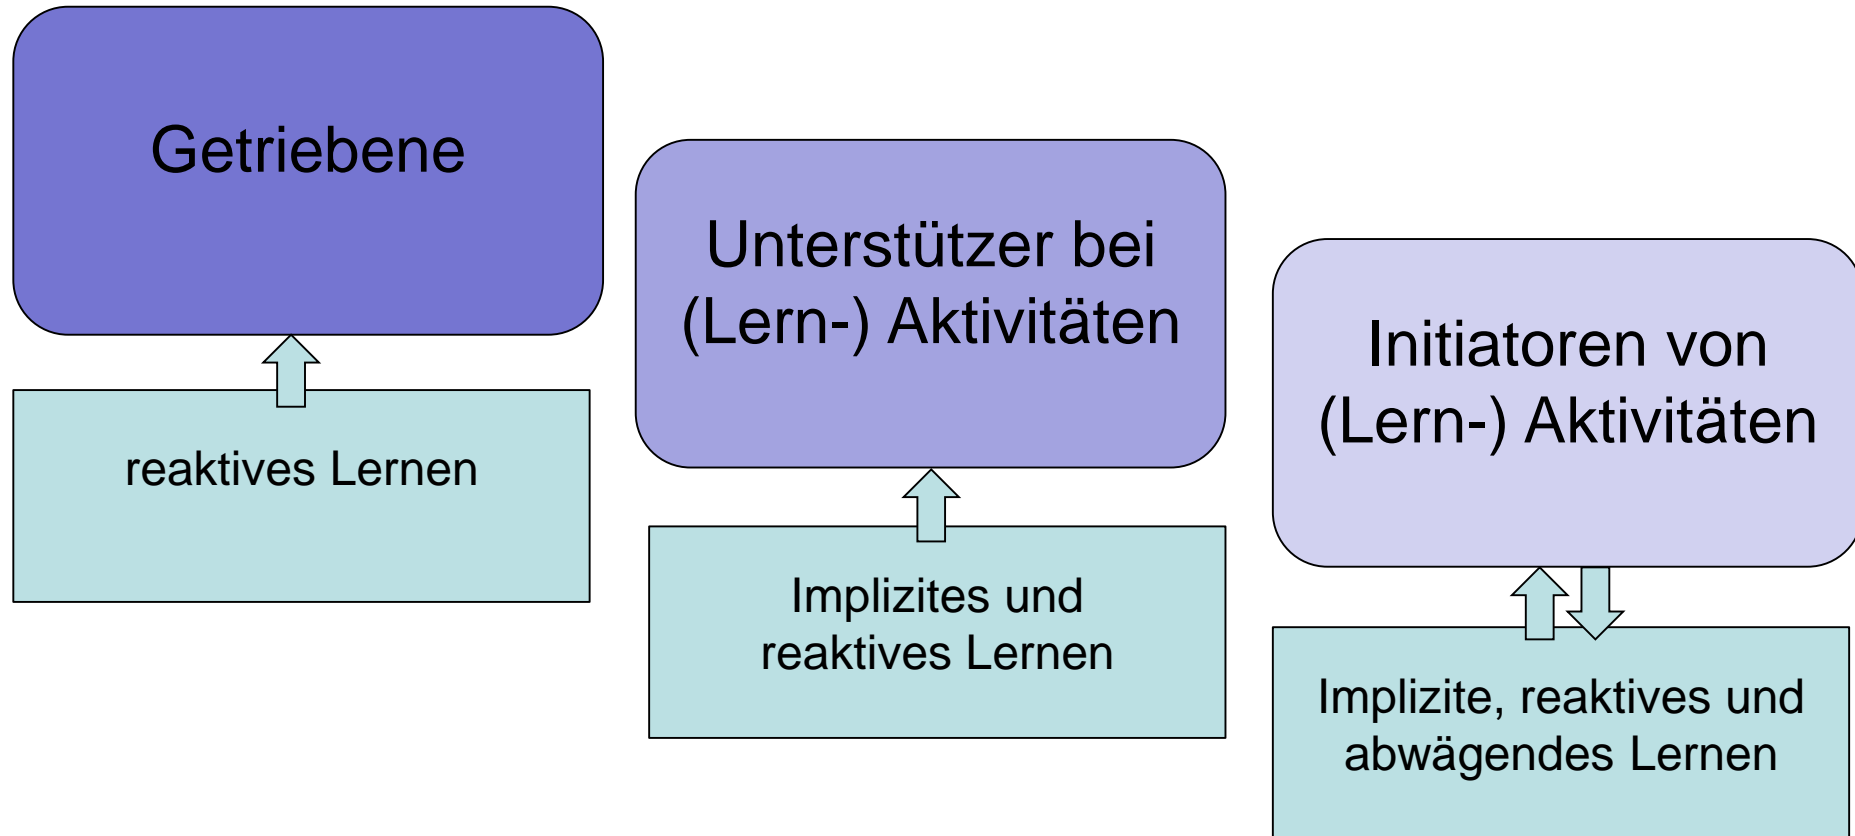 Getriebene
reaktives Lernen
Unterstützer bei
(Lern-) Aktivitäten
Implizites und
reaktives Lernen
Initiatoren von
(Lern-) Aktivitäten
Implizite, reaktives und
abwägendes Lernen